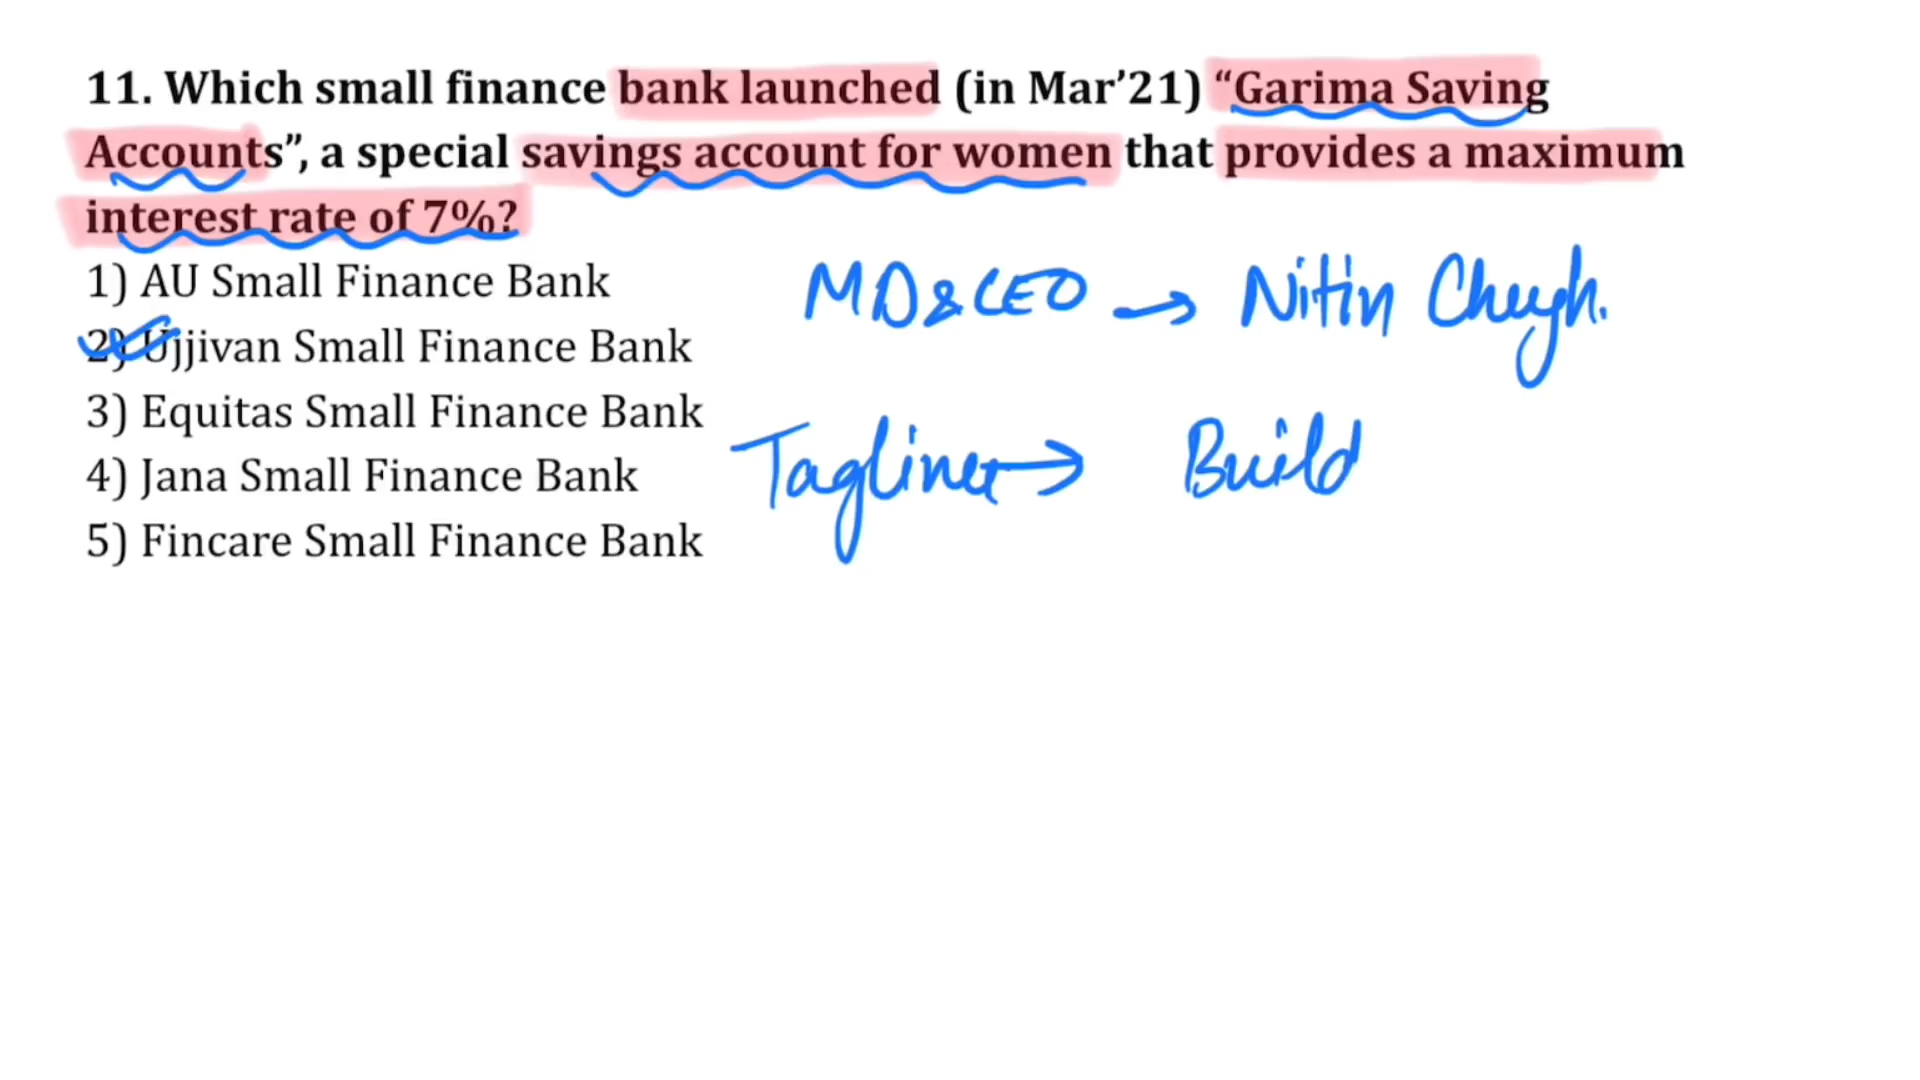 11. Which small finance bank launched (in Mar’21) “Garima Saving
Accounts”, a special savings account for women that provides a maximum
interest rate of 7%?
1) AU Small Finance Bank
2) Ujjivan Small Finance Bank
3) Equitas Small Finance Bank
4) Jana Small Finance Bank
5) Fincare Small Finance Bank
MD & CEO → Nitin Chugh.
Tagline → Build